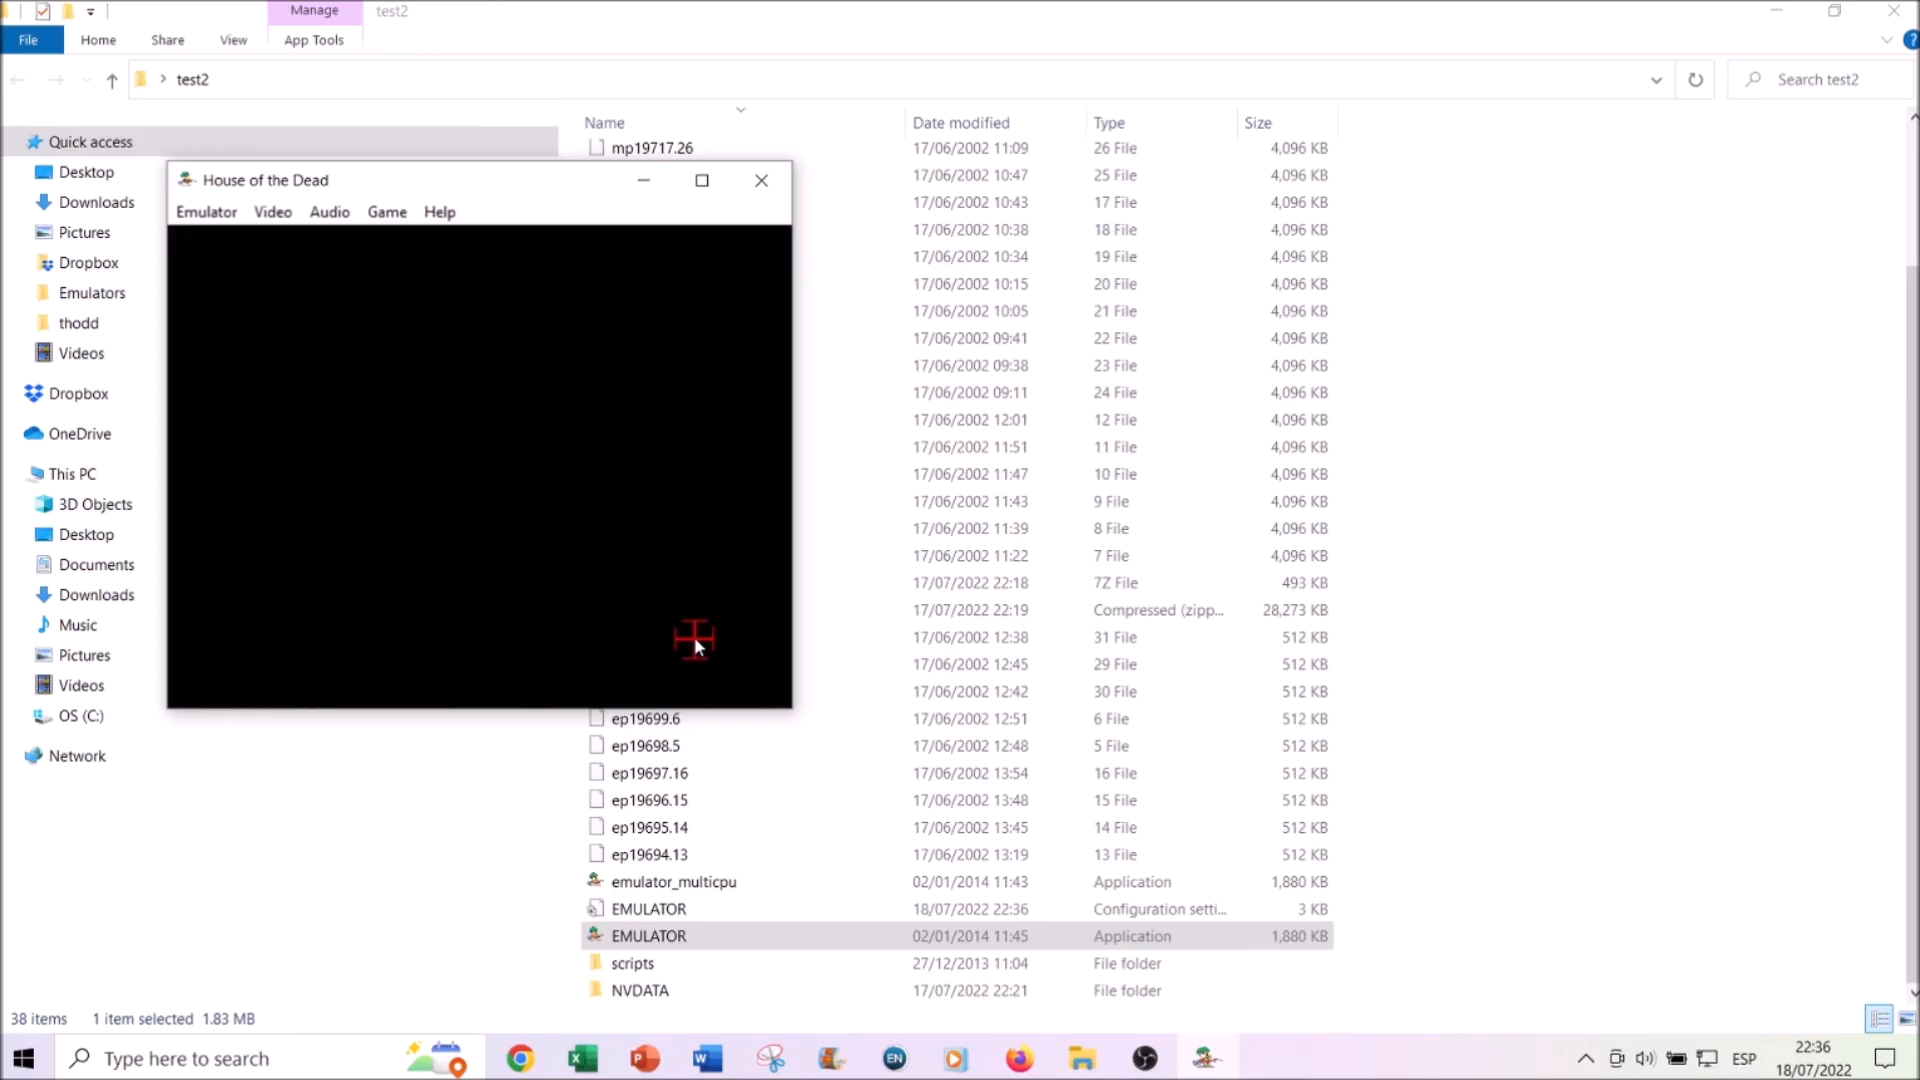 Manage
test2
File
Home
Share
View
App Tools
test2
Search test2
Name
Date modified
Type
Size
Quick access
Desktop
Downloads
Pictures
Dropbox
Emulators
thodd
Videos
Dropbox
OneDrive
This PC
3D Objects
Desktop
Documents
Downloads
Music
Pictures
Videos
OS (C:)
Network
House of the Dead
Emulator Video Audio Game Help
mp19717.26 17/06/2002 11:09 26 File 4,096 KB
17/06/2002 10:47 25 File 4,096 KB
17/06/2002 10:43 17 File 4,096 KB
17/06/2002 10:38 18 File 4,096 KB
17/06/2002 10:34 19 File 4,096 KB
17/06/2002 10:15 20 File 4,096 KB
17/06/2002 10:05 21 File 4,096 KB
17/06/2002 09:41 22 File 4,096 KB
17/06/2002 09:38 23 File 4,096 KB
17/06/2002 09:11 24 File 4,096 KB
17/06/2002 12:01 12 File 4,096 KB
17/06/2002 11:51 11 File 4,096 KB
17/06/2002 11:47 10 File 4,096 KB
17/06/2002 11:43 9 File 4,096 KB
17/06/2002 11:39 8 File 4,096 KB
17/06/2002 11:22 7 File 4,096 KB
17/07/2022 22:18 7Z File 493 KB
17/07/2022 22:19 Compressed (zipp... 28,273 KB
17/06/2002 12:38 31 File 512 KB
17/06/2002 12:45 29 File 512 KB
17/06/2002 12:42 30 File 512 KB
ep19699.6 17/06/2002 12:51 6 File 512 KB
ep19698.5 17/06/2002 12:48 5 File 512 KB
ep19697.16 17/06/2002 13:54 16 File 512 KB
ep19696.15 17/06/2002 13:48 15 File 512 KB
ep19695.14 17/06/2002 13:45 14 File 512 KB
ep19694.13 17/06/2002 13:19 13 File 512 KB
emulator_multicpu 02/01/2014 11:43 Application 1,880 KB
EMULATOR 18/07/2022 22:36 Configuration setti... 3 KB
EMULATOR 02/01/2014 11:45 Application 1,880 KB
scripts 27/12/2013 11:04 File folder
NVDATA 17/07/2022 22:21 File folder
38 items 1 item selected 1.83 MB
Type here to search
EN
ESP
22:36
18/07/2022